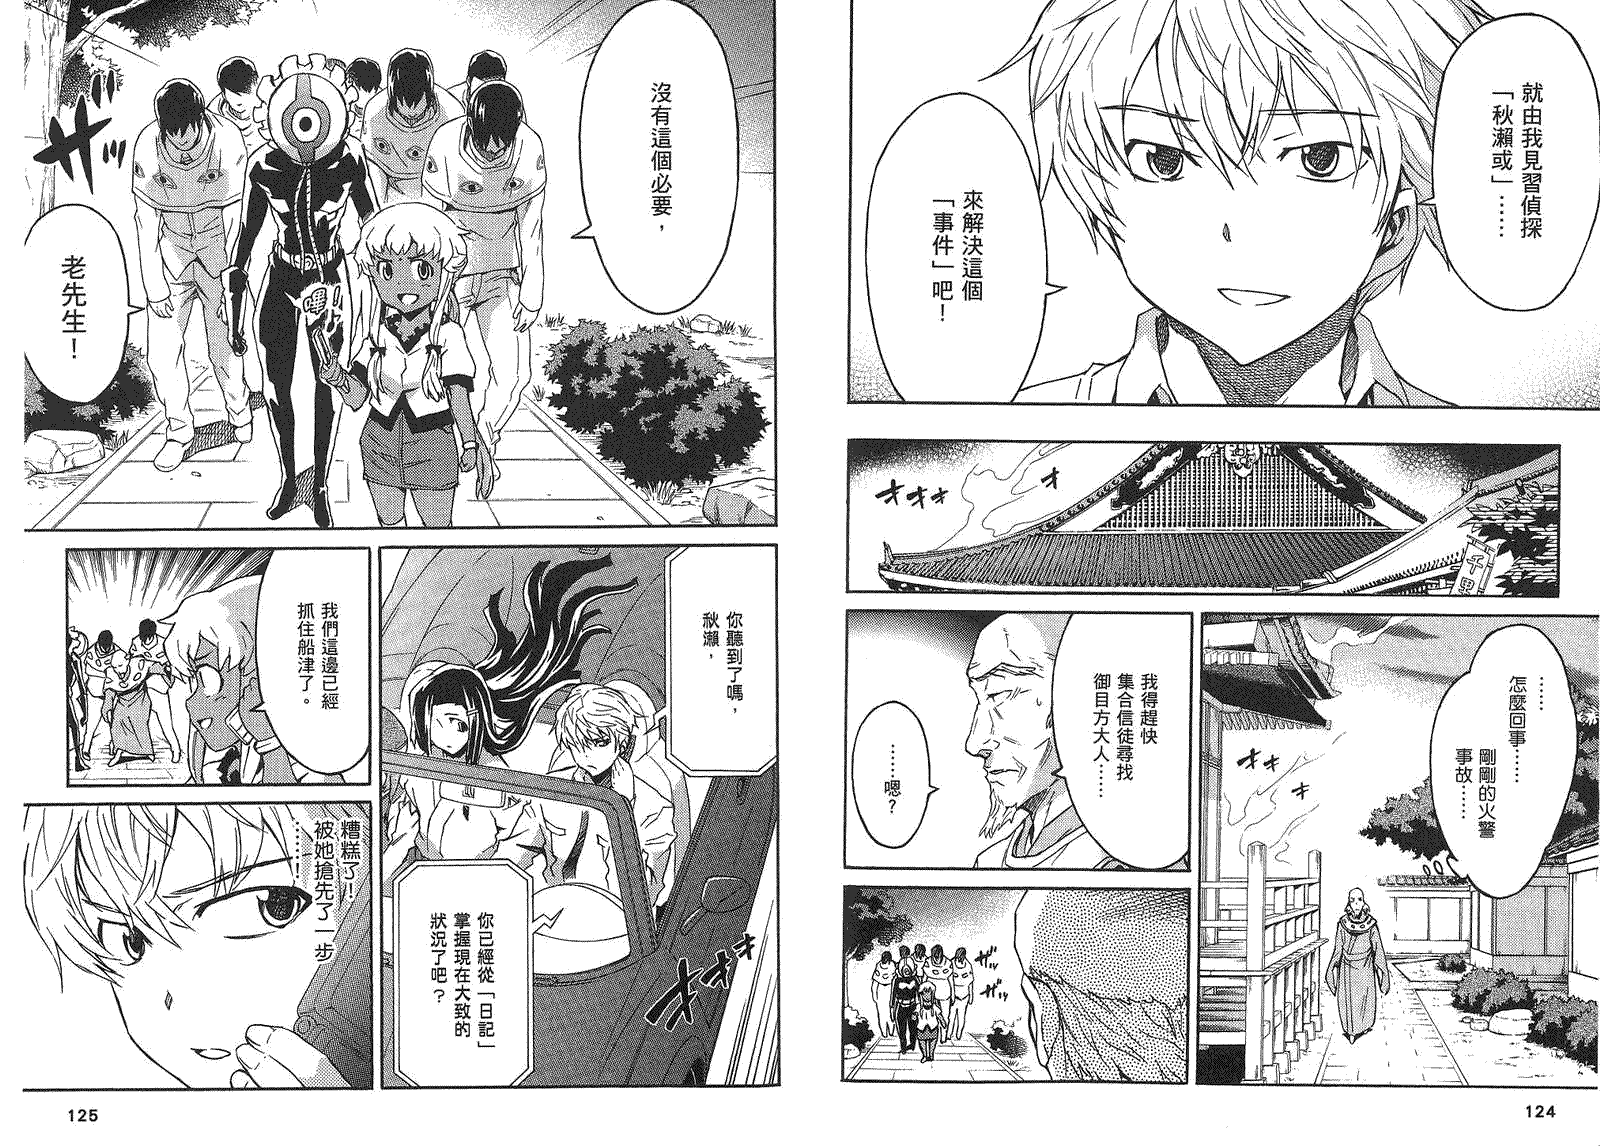 就由我見習偵探
「秋瀨或」……
來解決這個
「事件」吧！
オオオ
オ
千里
……
怎麼回事……
剛剛的火警
事故……
オ
オ
我得趕快
集合信徒尋找
御目方大人……
……嗯？
ザッ
ザッ
124
沒有這個必要，
ザッ
嗶
老先生！
你聽到了嗎，
秋瀨，
你已經從「日記」
掌握現在大致的
狀況了吧？
我們這邊已經
抓住船津了。
糟糕了！
被她搶先了一步
……！
125